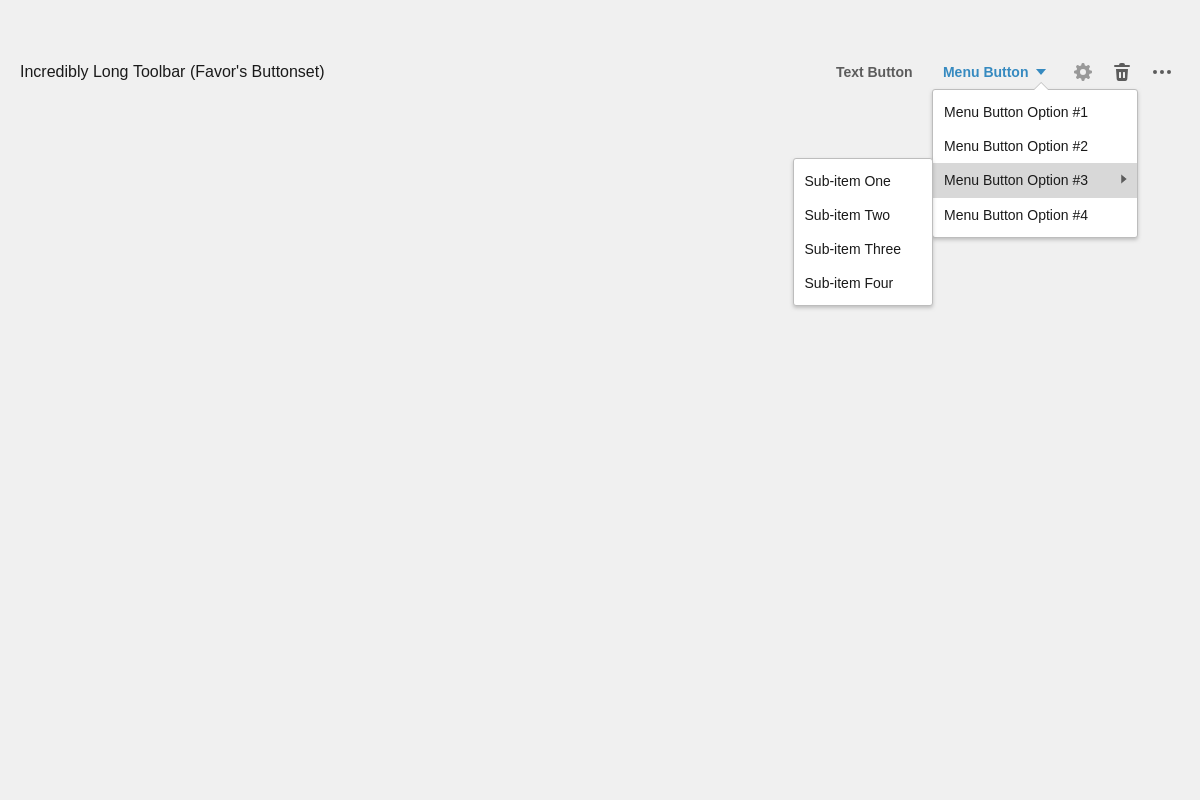 Incredibly Long Toolbar (Favor's Buttonset)
Text Button
Menu Button
Menu Button Option #1
Menu Button Option #2
Menu Button Option #3
Menu Button Option #4
Sub-item One
Sub-item Two
Sub-item Three
Sub-item Four